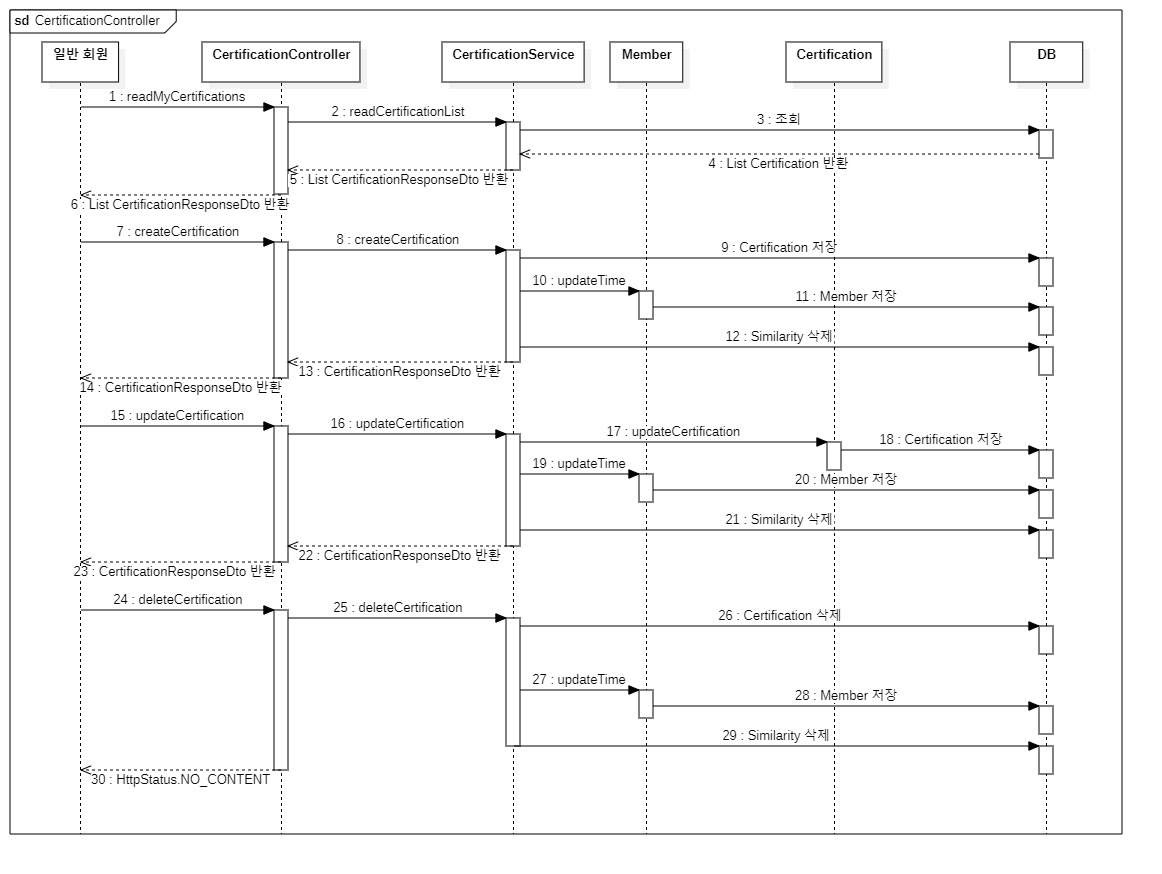 sd CertificationController
일반 회원
CertificationController
CertificationService
Member
Certification
DB
1 : readMyCertifications
2 : readCertificationList
3 : 조회
4 : List Certification 반환
5 : List CertificationResponseDto 반환
6 : List CertificationResponseDto 반환
7 : createCertification
8 : createCertification
9 : Certification 저장
10 : updateTime
11 : Member 저장
12 : Similarity 삭제
13 : CertificationResponseDto 반환
14 : CertificationResponseDto 반환
15 : updateCertification
16 : updateCertification
17 : updateCertification
18 : Certification 저장
19 : updateTime
20 : Member 저장
21 : Similarity 삭제
22 : CertificationResponseDto 반환
23 : CertificationResponseDto 반환
24 : deleteCertification
25 : deleteCertification
26 : Certification 삭제
27 : updateTime
28 : Member 저장
29 : Similarity 삭제
30 : HttpStatus.NO_CONTENT